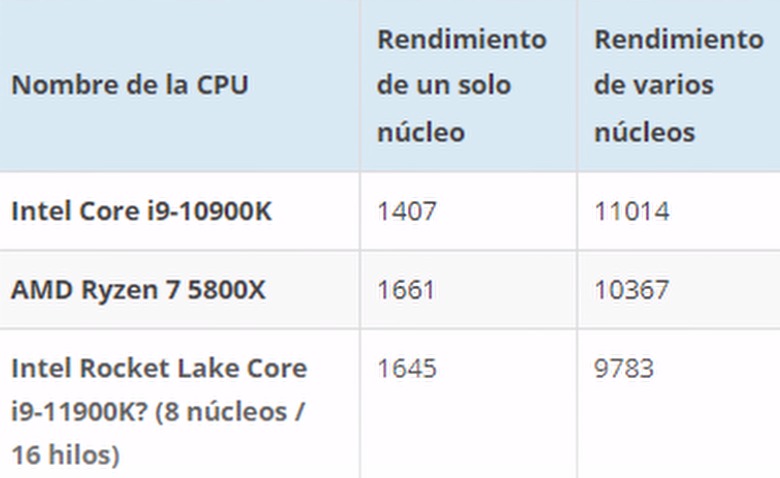 Nombre de la CPU
Rendimiento
de un solo
núcleo
Rendimiento
de varios
núcleos
Intel Core i9-10900K
1407
11014
AMD Ryzen 7 5800X
1661
10367
Intel Rocket Lake Core
i9-11900K? (8 núcleos /
16 hilos)
1645
9783